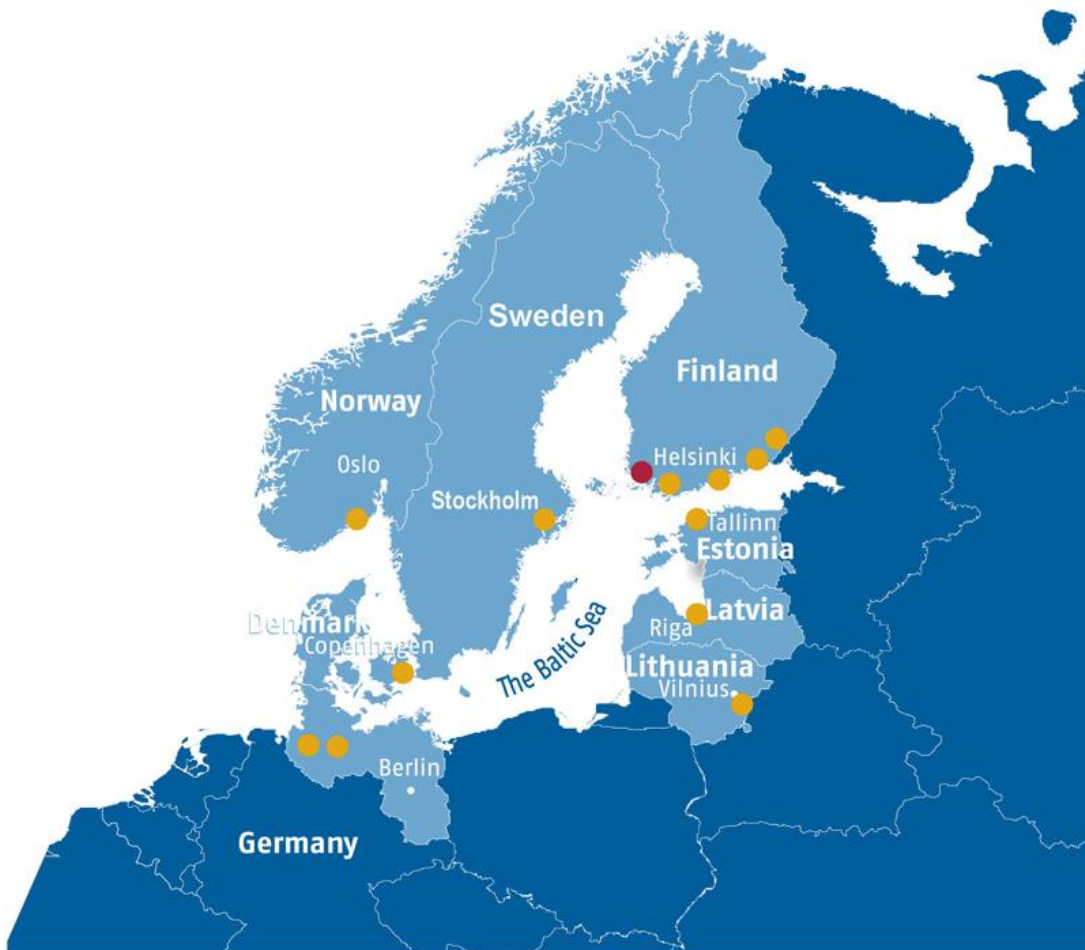 Sweden
Finland
Norway
Helsinki
Oslo
Stockholm
Tallinn
Estonia
Denmark
Copenhagen
The Baltic Sea
Latvia
Riga
Lithuania
Vilnius
Berlin
Germany